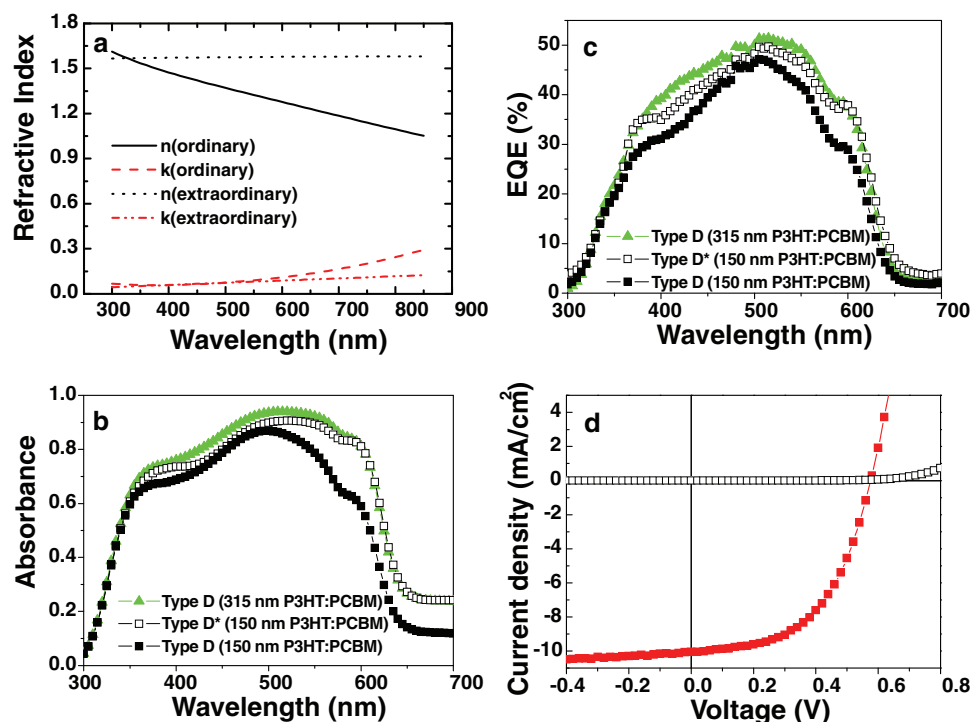 a
Refractive Index
1.8
1.5
1.2
0.9
0.6
0.3
0.0
n(ordinary)
k(ordinary)
n(extraordinary)
k(extraordinary)
300 400 500 600 700 800 900
Wavelength (nm)
c
EQE (%)
50
40
30
20
10
0
Type D (315 nm P3HT:PCBM)
Type D* (150 nm P3HT:PCBM)
Type D (150 nm P3HT:PCBM)
300 400 500 600 700
Wavelength (nm)
b
Absorbance
1.0
0.8
0.6
0.4
0.2
0.0
Type D (315 nm P3HT:PCBM)
Type D* (150 nm P3HT:PCBM)
Type D (150 nm P3HT:PCBM)
300 400 500 600 700
Wavelength (nm)
d
Current density (mA/cm²)
4
2
0
-2
-4
-6
-8
-10
-0.4 -0.2 0.0 0.2 0.4 0.6 0.8
Voltage (V)